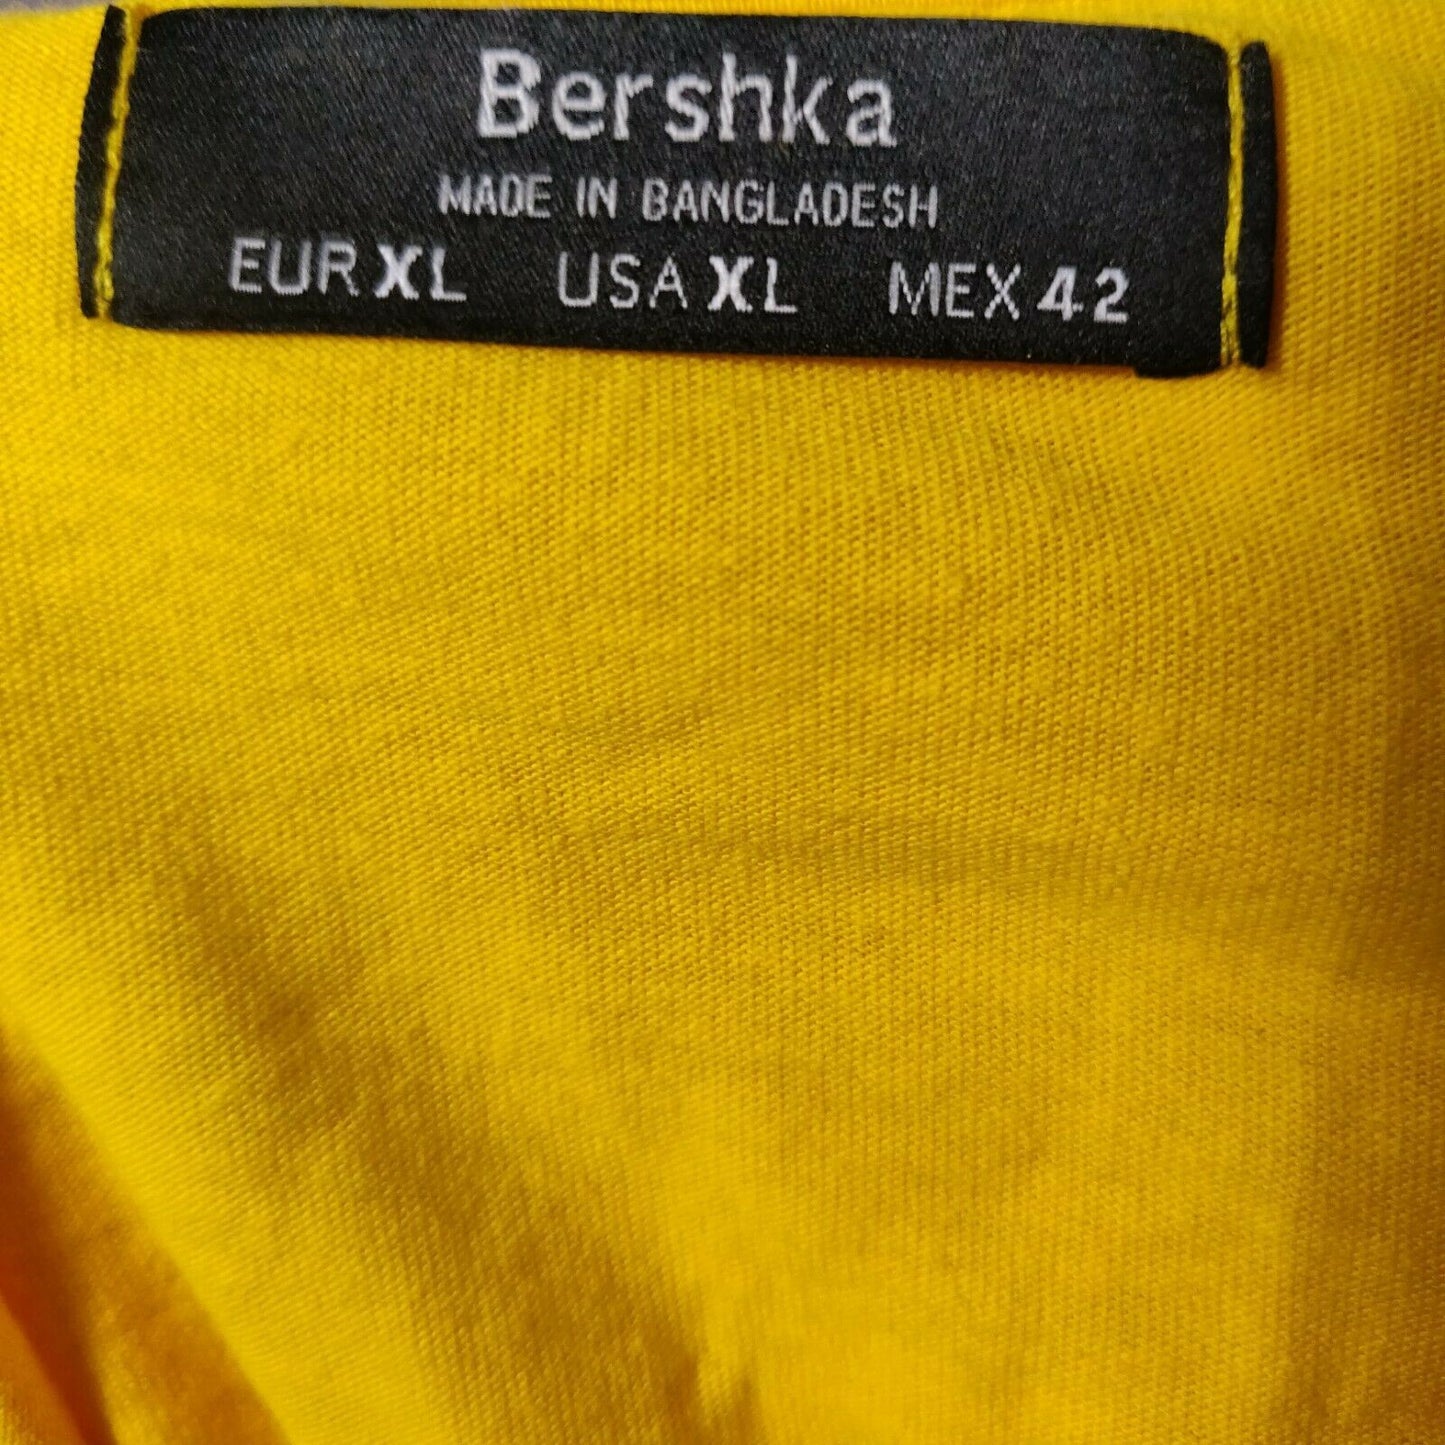 Bershka
MADE IN BANGLADESH
EUR XL USA XL MEX 42